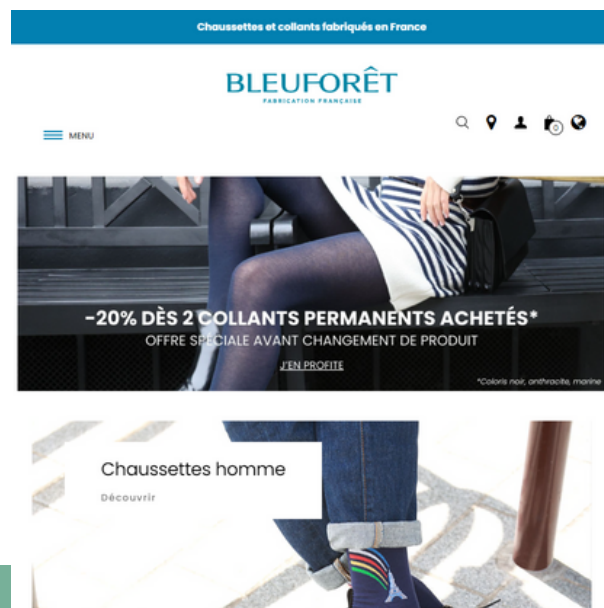 Chaussettes et collants fabriqués en France
BLEUFORÊT
FABRICATION FRANÇAISE
MENU
0
-20% DÈS 2 COLLANTS PERMANENTS ACHETÉS*
OFFRE SPÉCIALE AVANT CHANGEMENT DE PRODUIT
J'EN PROFITE
*Coloris noir, anthracite, marine
Chaussettes homme
Découvrir